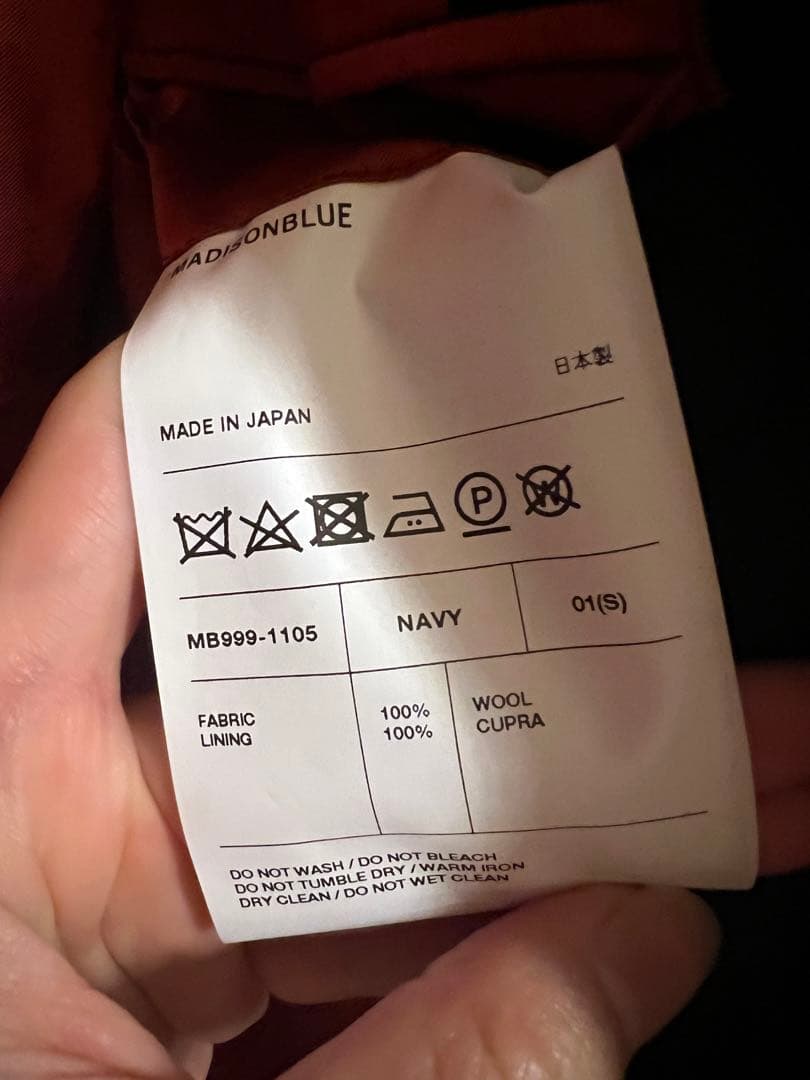 MADISONBLUE
日本製
MADE IN JAPAN
P W
MB999-1105 NAVY 01(S)
FABRIC 100% WOOL
LINING 100% CUPRA
DO NOT WASH / DO NOT BLEACH
DO NOT TUMBLE DRY / WARM IRON
DRY CLEAN / DO NOT WET CLEAN